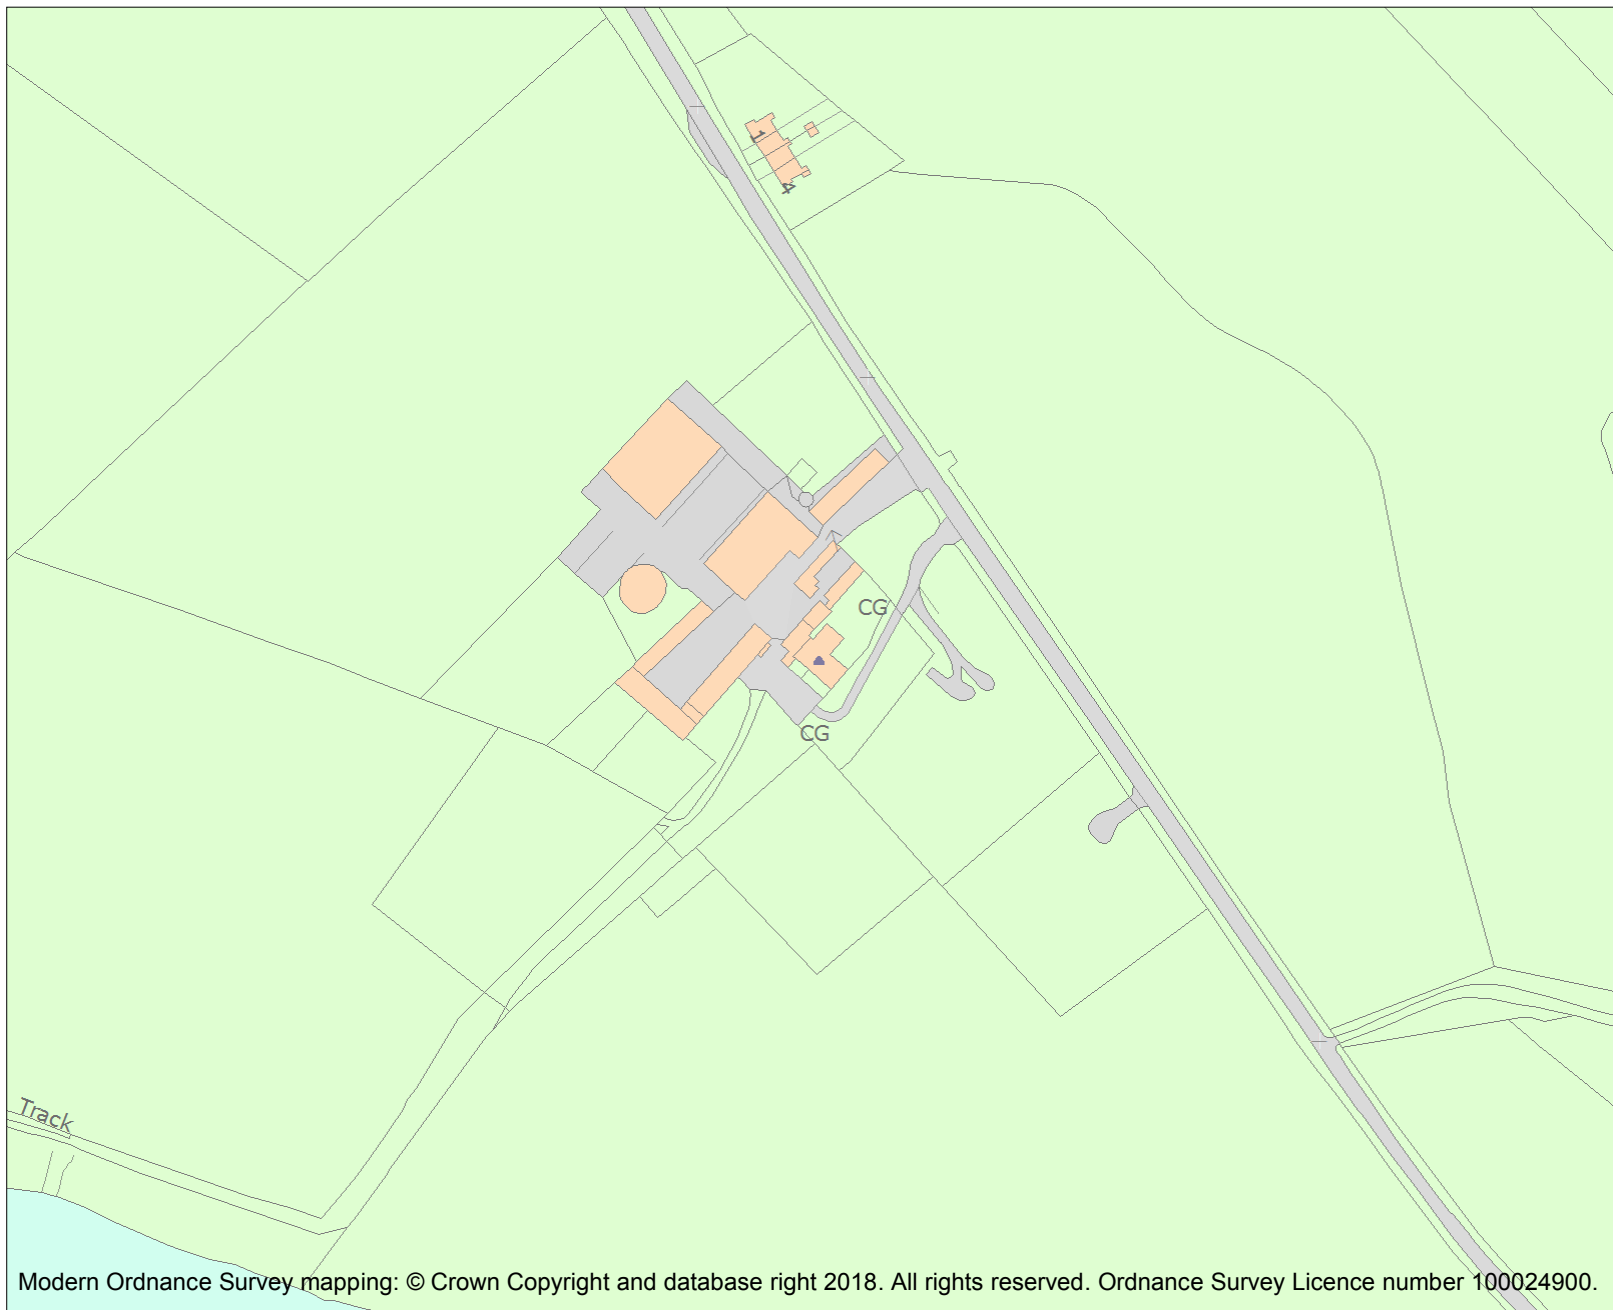 1
4
CG
CG
Track
Modern Ordnance Survey mapping: © Crown Copyright and database right 2018. All rights reserved. Ordnance Survey Licence number 100024900.